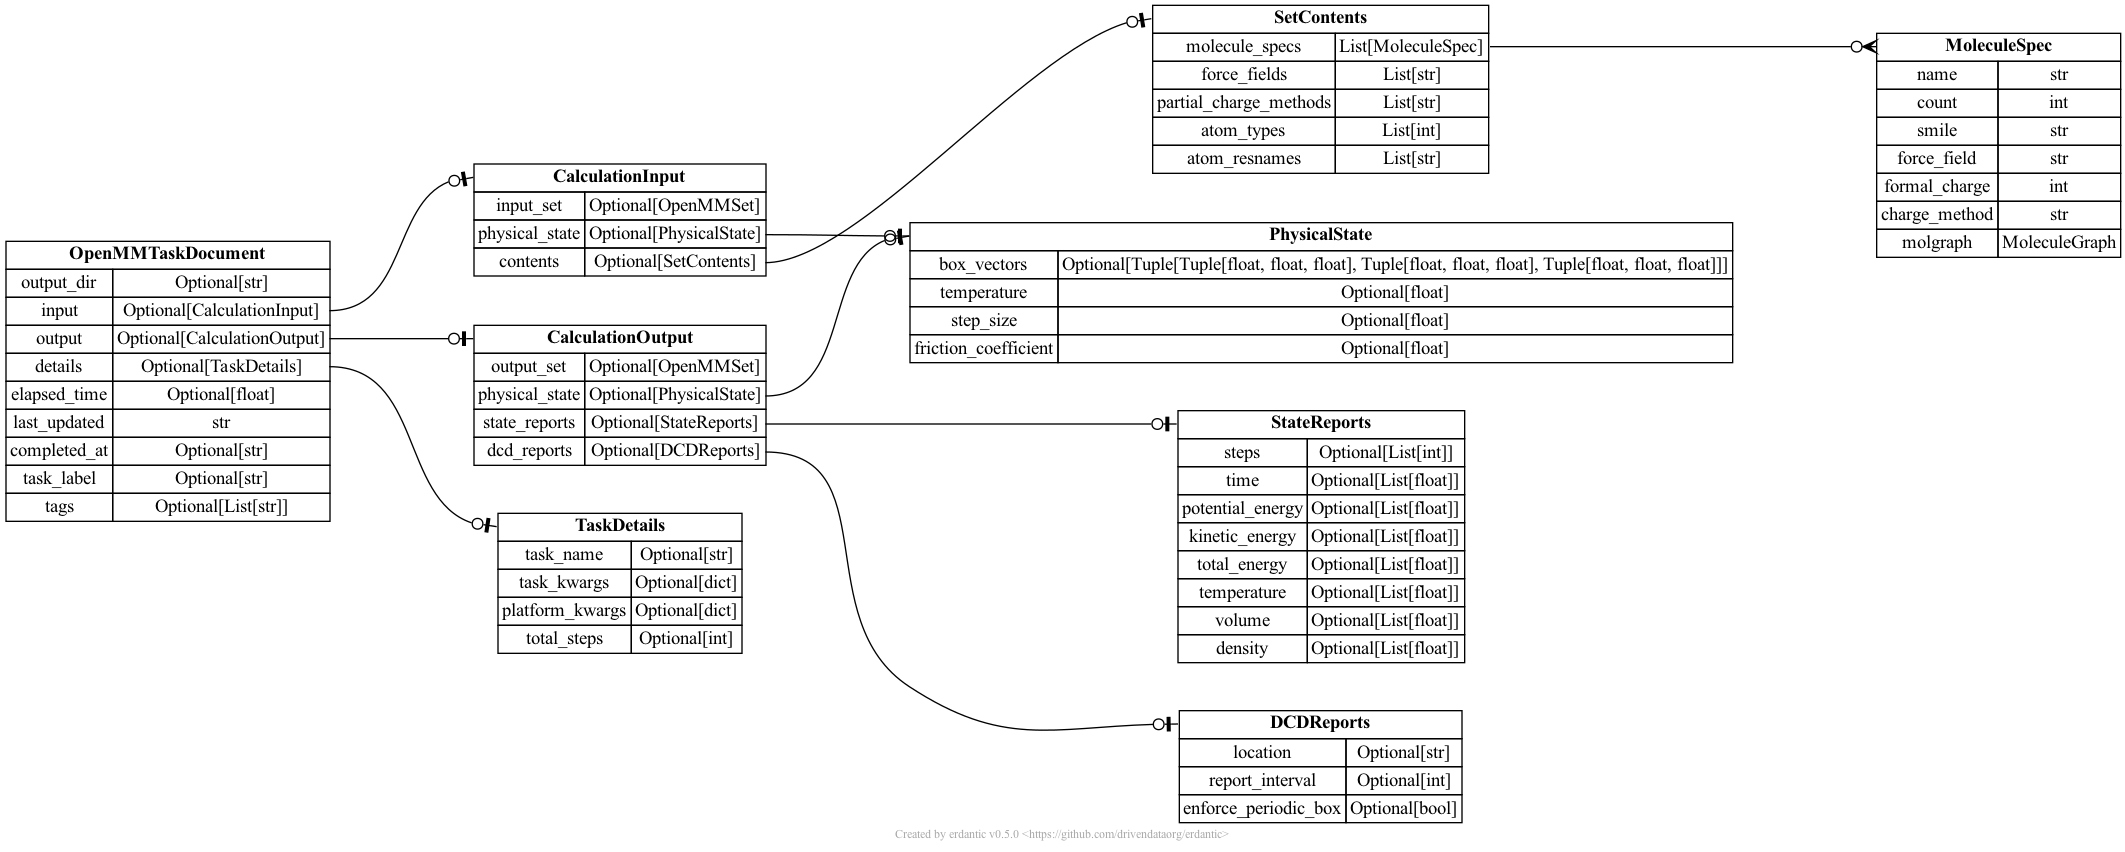 OpenMMTaskDocument
output_dir Optional[str]
input Optional[CalculationInput]
output Optional[CalculationOutput]
details Optional[TaskDetails]
elapsed_time Optional[float]
last_updated str
completed_at Optional[str]
task_label Optional[str]
tags Optional[List[str]]
CalculationInput
input_set Optional[OpenMMSet]
physical_state Optional[PhysicalState]
contents Optional[SetContents]
CalculationOutput
output_set Optional[OpenMMSet]
physical_state Optional[PhysicalState]
state_reports Optional[StateReports]
dcd_reports Optional[DCDReports]
TaskDetails
task_name Optional[str]
task_kwargs Optional[dict]
platform_kwargs Optional[dict]
total_steps Optional[int]
SetContents
molecule_specs List[MoleculeSpec]
force_fields List[str]
partial_charge_methods List[str]
atom_types List[int]
atom_resnames List[str]
PhysicalState
box_vectors Optional[Tuple[Tuple[float, float, float], Tuple[float, float, float], Tuple[float, float, float]]]
temperature Optional[float]
step_size Optional[float]
friction_coefficient Optional[float]
StateReports
steps Optional[List[int]]
time Optional[List[float]]
potential_energy Optional[List[float]]
kinetic_energy Optional[List[float]]
total_energy Optional[List[float]]
temperature Optional[List[float]]
volume Optional[List[float]]
density Optional[List[float]]
DCDReports
location Optional[str]
report_interval Optional[int]
enforce_periodic_box Optional[bool]
MoleculeSpec
name str
count int
smile str
force_field str
formal_charge int
charge_method str
molgraph MoleculeGraph
Created by erdantic v0.5.0 <https://github.com/drivendataorg/erdantic>